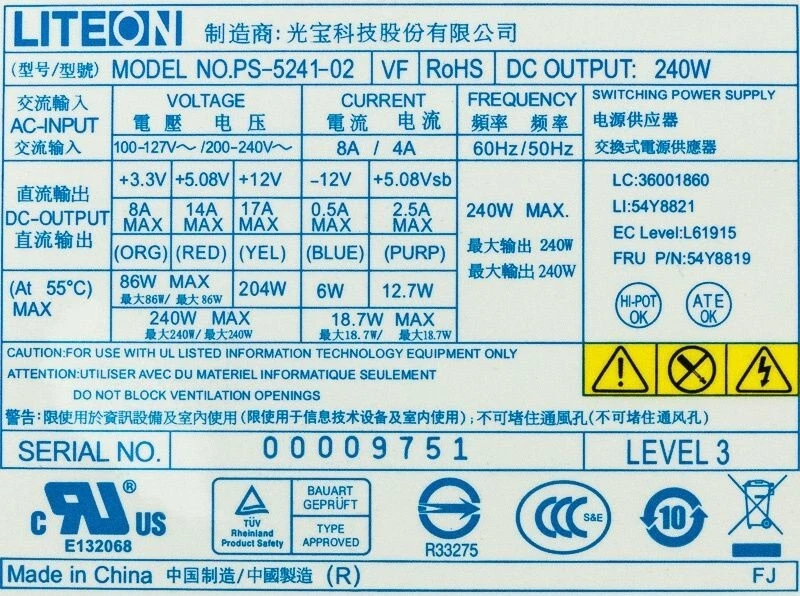 LITEON 制造商: 光宝科技股份有限公司
(型号/型號) MODEL NO.PS-5241-02 VF RoHS DC OUTPUT: 240W
交流輸入 VOLTAGE CURRENT FREQUENCY SWITCHING POWER SUPPLY
AC-INPUT 電壓 电压 電流 电流 頻率 频率 电源供应器
交流输入 100-127V～/200-240V～ 8A / 4A 60Hz/50Hz 交換式電源供應器
直流輸出 +3.3V +5.08V +12V -12V +5.08Vsb LC:36001860
DC-OUTPUT 8A MAX 14A MAX 17A MAX 0.5A MAX 2.5A MAX 240W MAX. LI:54Y8821
直流输出 (ORG) (RED) (YEL) (BLUE) (PURP) 最大输出 240W EC Level:L61915
最大輸出 240W FRU P/N:54Y8819
(At 55°C) 86W MAX 204W 6W 12.7W
MAX 最大86W/ 最大86W
240W MAX 18.7W MAX HI-POT OK ATE OK
最大240W/ 最大240W 最大18.7W/ 最大18.7W
CAUTION:FOR USE WITH UL LISTED INFORMATION TECHNOLOGY EQUIPMENT ONLY
ATTENTION:UTILISER AVEC DU MATERIEL INFORMATIQUE SEULEMENT
DO NOT BLOCK VENTILATION OPENINGS
警告:限使用於資訊設備及室內使用(限使用于信息技术设备及室内使用);不可堵住通風孔(不可堵住通风孔)
SERIAL NO. 00009751 LEVEL 3
c RU US ®
E132068
TÜV
Rheinland
Product Safety
BAUART
GEPRÜFT
TYPE
APPROVED
R33275
CCC S&E
10
Made in China 中国制造/中國製造 (R) FJ